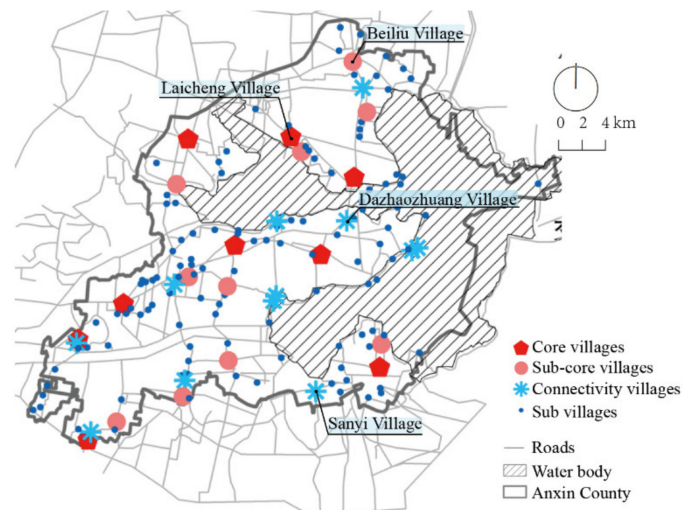 Beiliu Village
Laicheng Village
0 2 4 km
Dazhaozhuang Village
Core villages
Sub-core villages
Connectivity villages
Sub villages
Sanyi Village
Roads
Water body
Anxin County